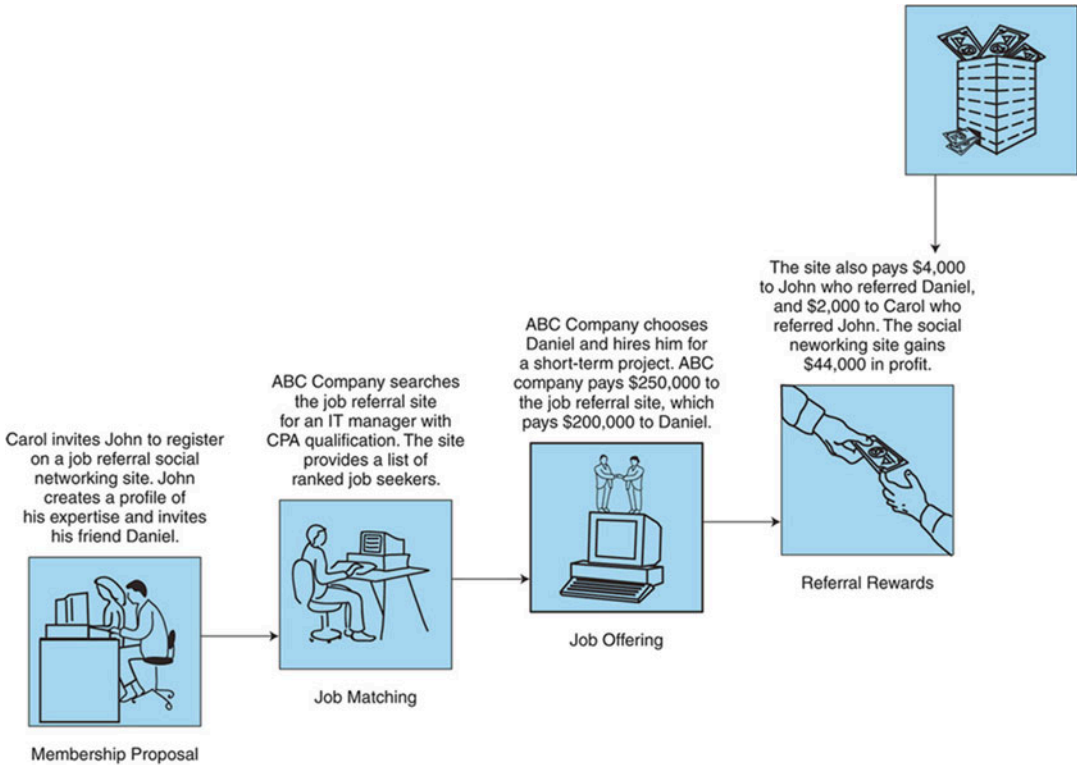 Carol invites John to register
on a job referral social
networking site. John
creates a profile of
his expertise and invites
his friend Daniel.
Membership Proposal
ABC Company searches
the job referral site
for an IT manager with
CPA qualification. The site
provides a list of
ranked job seekers.
Job Matching
ABC Company chooses
Daniel and hires him for
a short-term project. ABC
company pays $250,000 to
the job referral site, which
pays $200,000 to Daniel.
Job Offering
The site also pays $4,000
to John who referred Daniel,
and $2,000 to Carol who
referred John. The social
neworking site gains
$44,000 in profit.
Referral Rewards